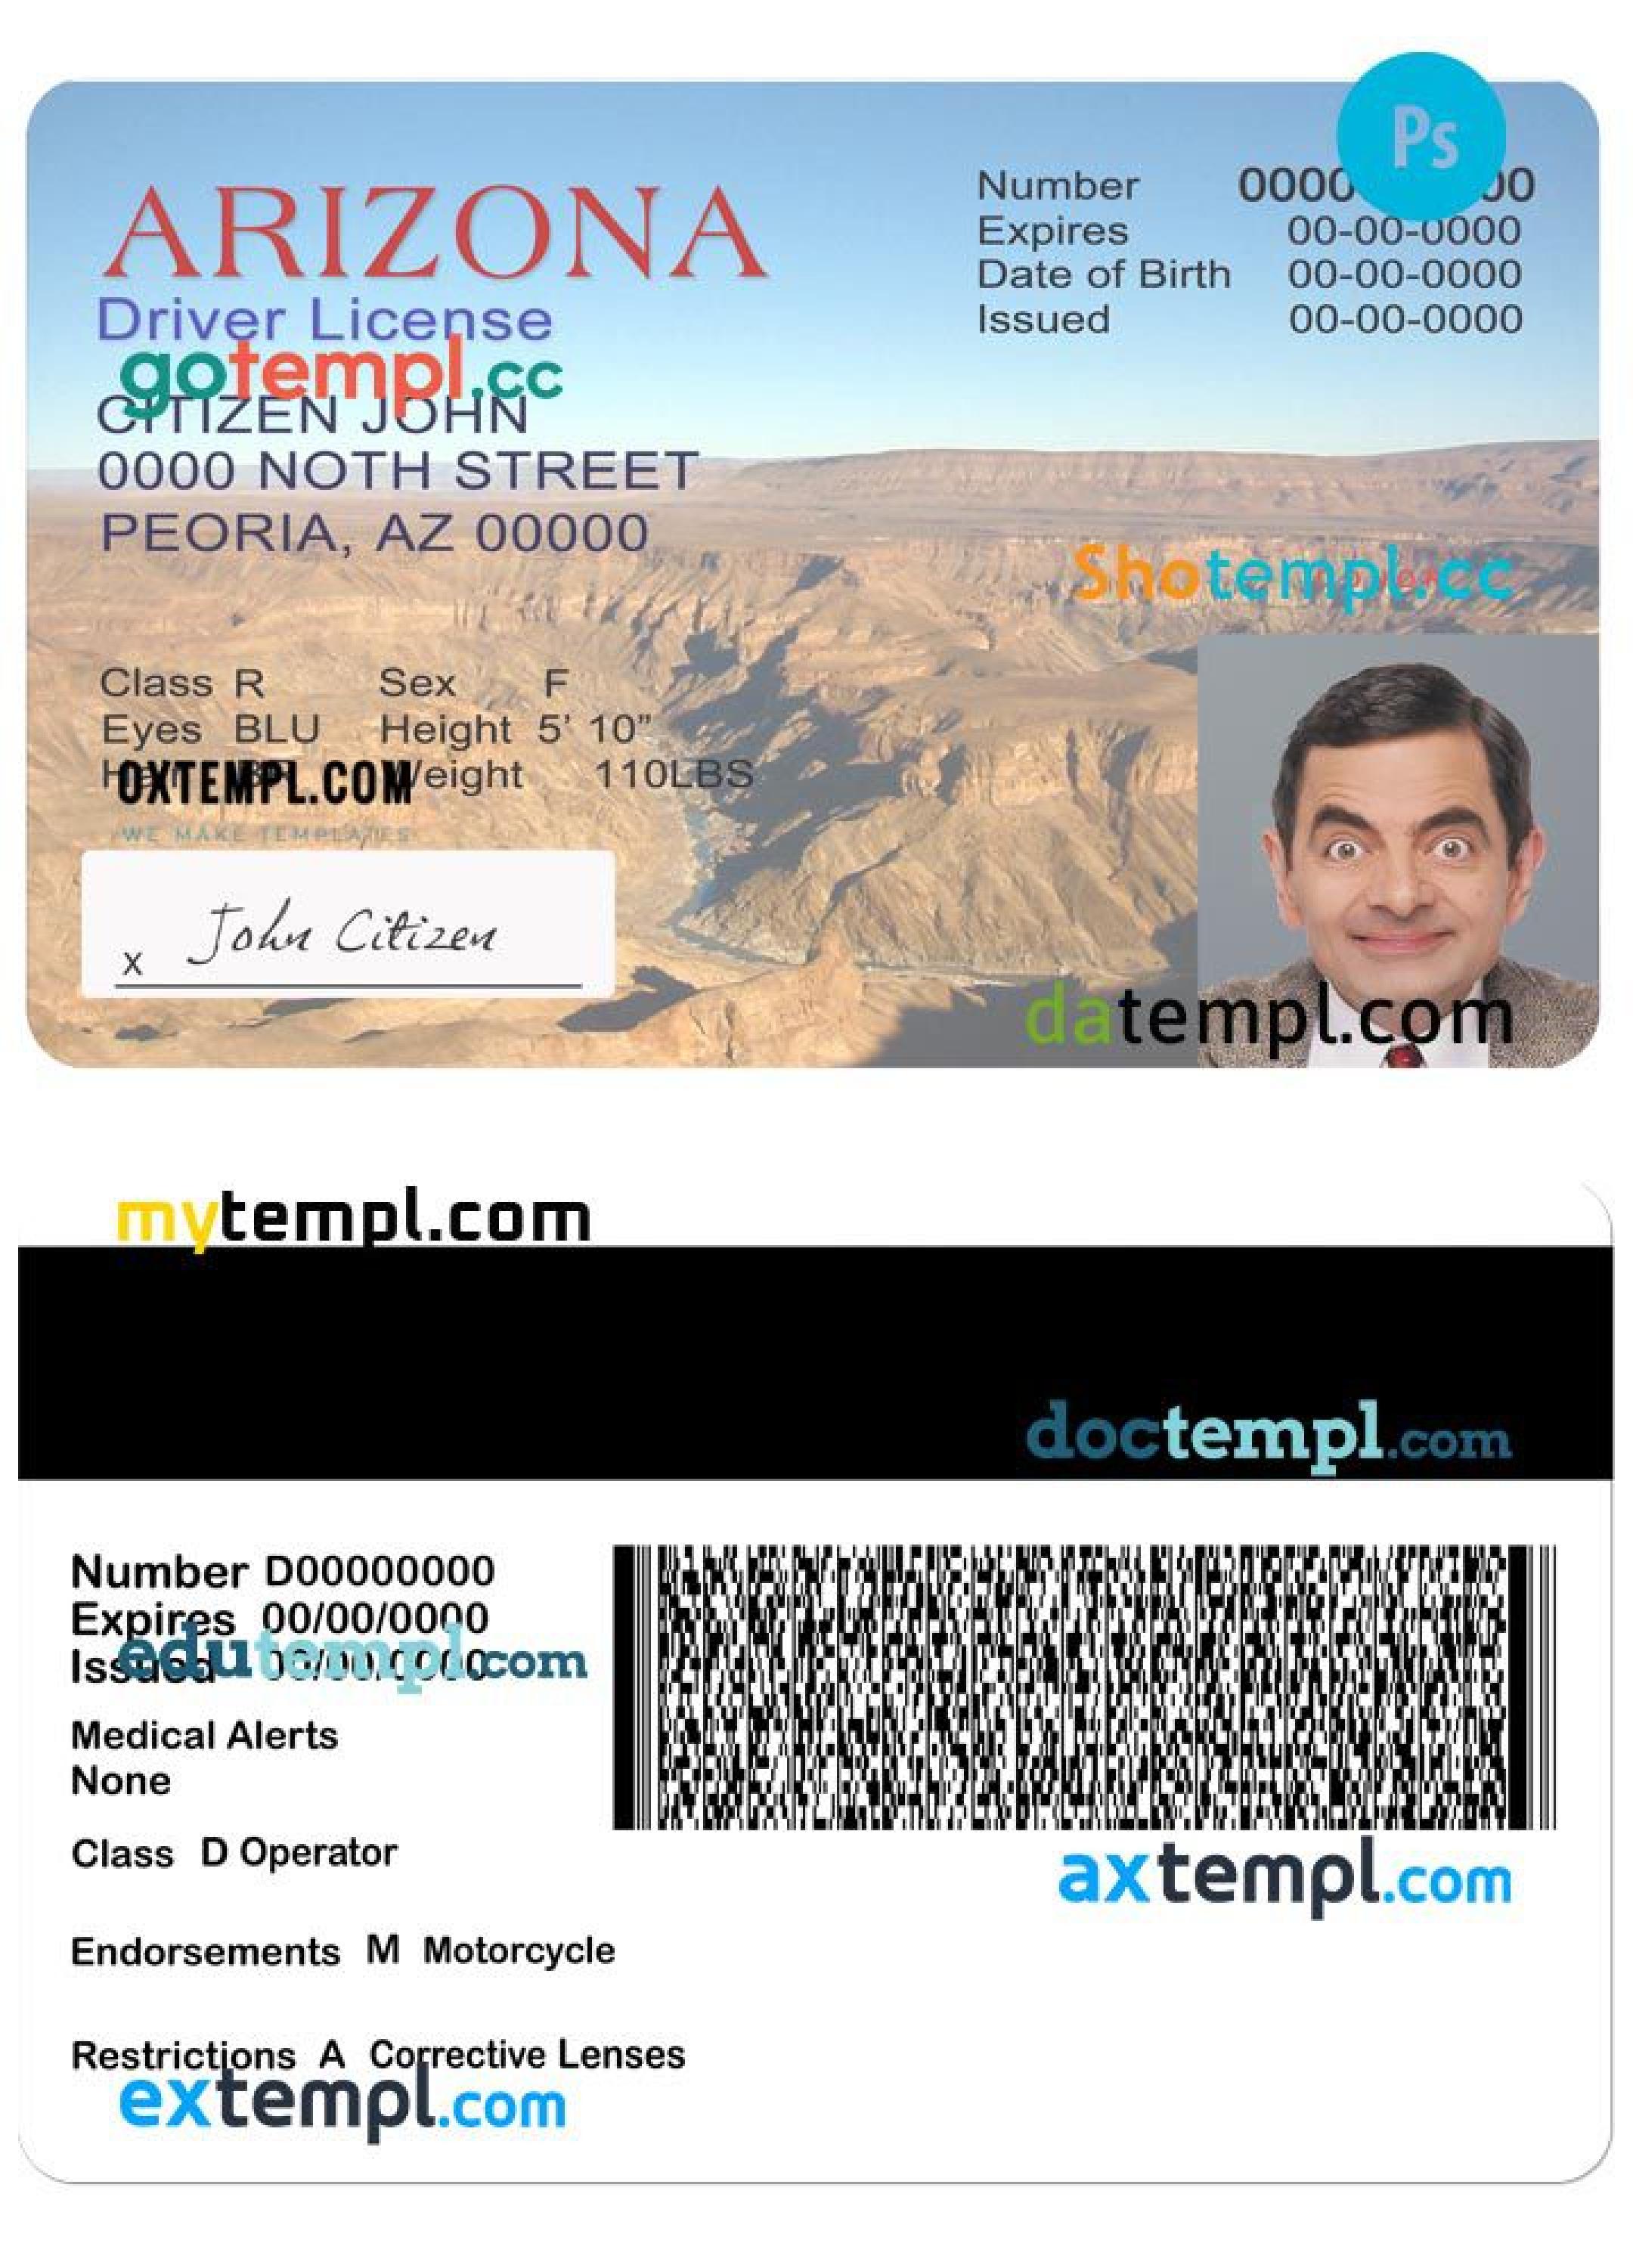 Ps
ARIZONA
Driver License
gotempl.cc
CITIZEN JOHN
0000 NOTH STREET
PEORIA, AZ 00000
Number 0000 00
Expires 00-00-0000
Date of Birth 00-00-0000
Issued 00-00-0000
Shotempl.cc
Class R Sex F
Eyes BLU Height 5' 10"
Weight 110LBS
OXTEMPL.COM
WE MAKE TEMPLATES
x John Citizen
datempl.com
mytempl.com
doctempl.com
Number D00000000
Expires 00/00/0000
Issued 00/00/0000
edutempl.com
Medical Alerts
None
Class D Operator
axtempl.com
Endorsements M Motorcycle
Restrictions A Corrective Lenses
extempl.com